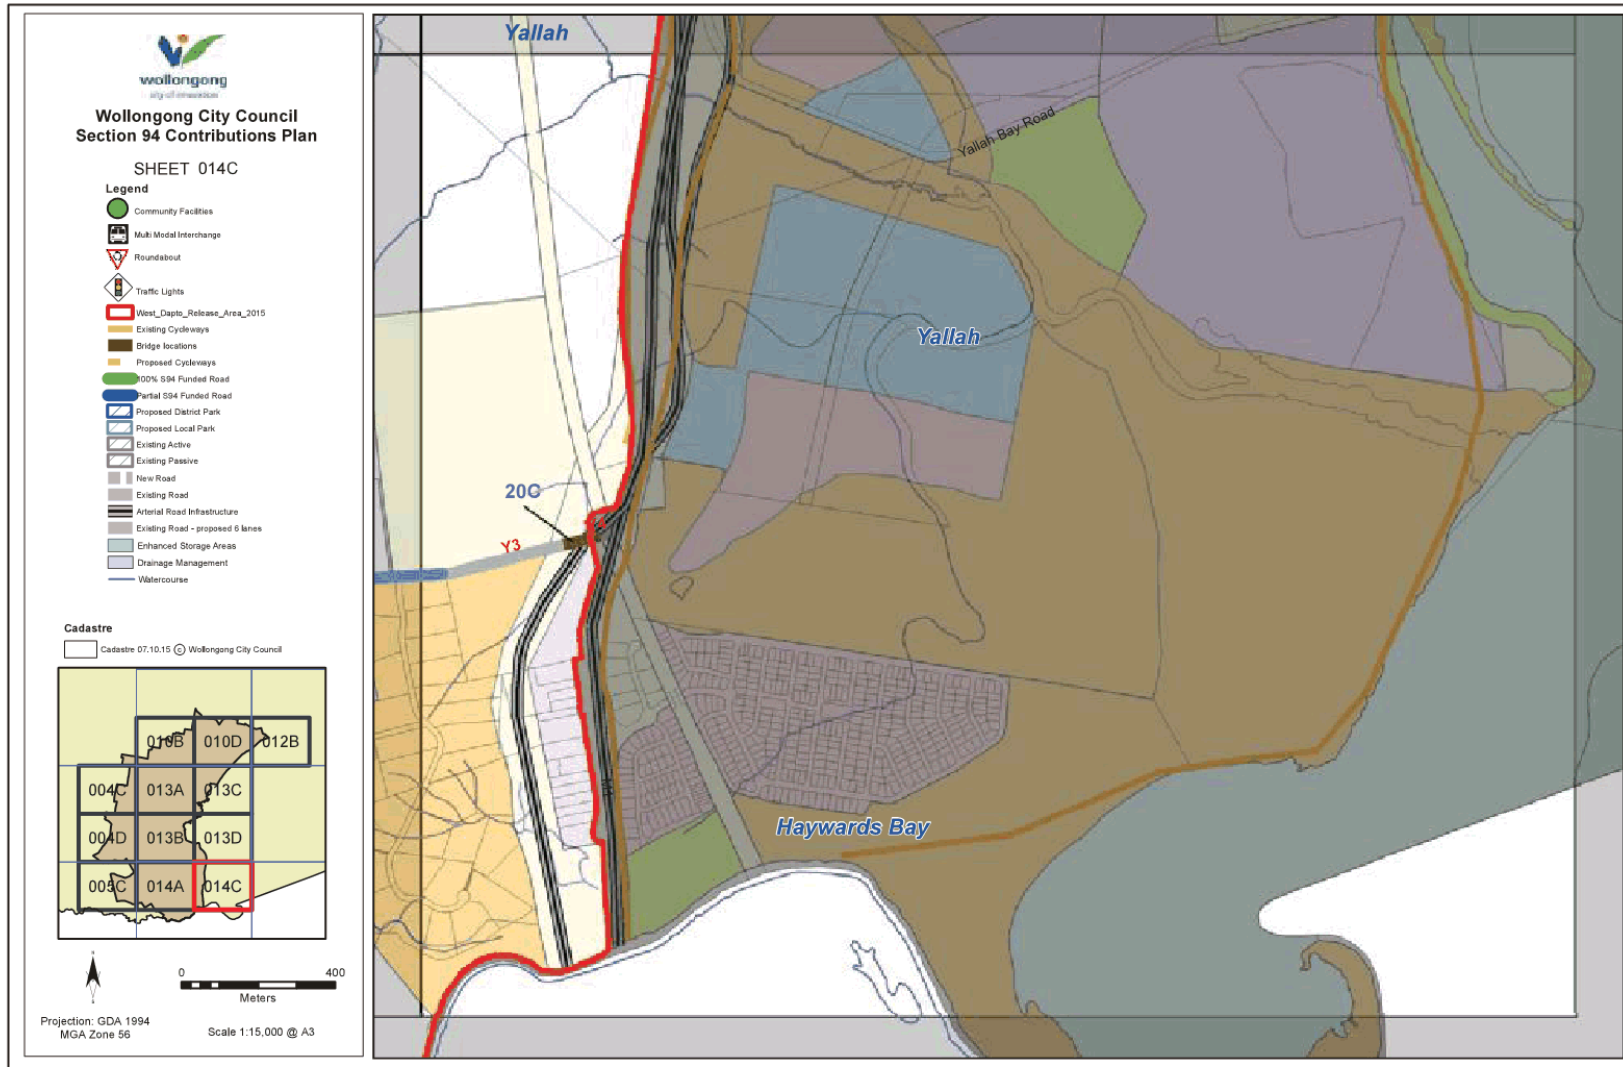 wollongong
city of innovation
Wollongong City Council
Section 94 Contributions Plan
SHEET 014C
Legend
Community Facilities
Multi Modal Interchange
Roundabout
Traffic Lights
West_Dapto_Release_Area_2015
Existing Cycleways
Bridge locations
Proposed Cycleways
100% S94 Funded Road
Partial S94 Funded Road
Proposed District Park
Proposed Local Park
Existing Active
Existing Passive
New Road
Existing Road
Arterial Road Infrastructure
Existing Road - proposed 6 lanes
Enhanced Storage Areas
Drainage Management
Watercourse
Cadastre
Cadastre 07.10.15 © Wollongong City Council
010B 010D 012B
004C 013A 013C
004D 013B 013D
005C 014A 014C
0 400
Meters
Projection: GDA 1994
MGA Zone 56
Scale 1:15,000 @ A3
Yallah
Yallah Bay Road
Yallah
20C
Y3
M1
Haywards Bay